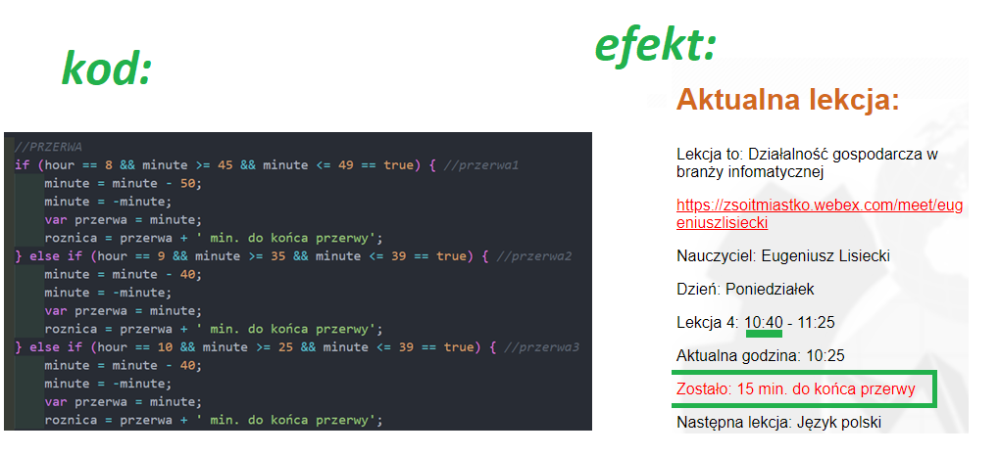 kod:
//PRZERWA
if (hour == 8 && minute >= 45 && minute <= 49 == true) { //przerwa1
minute = minute - 50;
minute = -minute;
var przerwa = minute;
roznica = przerwa + ' min. do końca przerwy';
} else if (hour == 9 && minute >= 35 && minute <= 39 == true) { //przerwa2
minute = minute - 40;
minute = -minute;
var przerwa = minute;
roznica = przerwa + ' min. do końca przerwy';
} else if (hour == 10 && minute >= 25 && minute <= 39 == true) { //przerwa3
minute = minute - 40;
minute = -minute;
var przerwa = minute;
roznica = przerwa + ' min. do końca przerwy';
efekt:
Aktualna lekcja:
Lekcja to: Działalność gospodarcza w
branży infomatycznej
https://zsoitmiastko.webex.com/meet/eug
eniuszlisiecki
Nauczyciel: Eugeniusz Lisiecki
Dzień: Poniedziałek
Lekcja 4: 10:40 - 11:25
Aktualna godzina: 10:25
Zostało: 15 min. do końca przerwy
Następna lekcja: Język polski